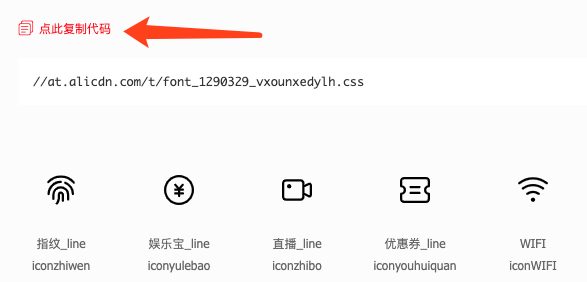 点此复制代码
//at.alicdn.com/t/font_1290329_vxounxedylh.css
指纹_line 娱乐宝_line 直播_line 优惠券_line WIFI
iconzhiwen iconyulebao iconzhibo iconyouhuiquan iconWIFI